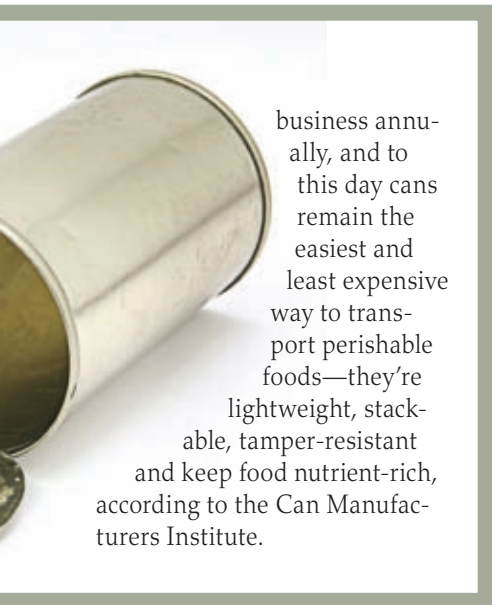 business annu-
ally, and to
this day cans
remain the
easiest and
least expensive
way to trans-
port perishable
foods—they’re
lightweight, stack-
able, tamper-resistant
and keep food nutrient-rich,
according to the Can Manufac-
turers Institute.